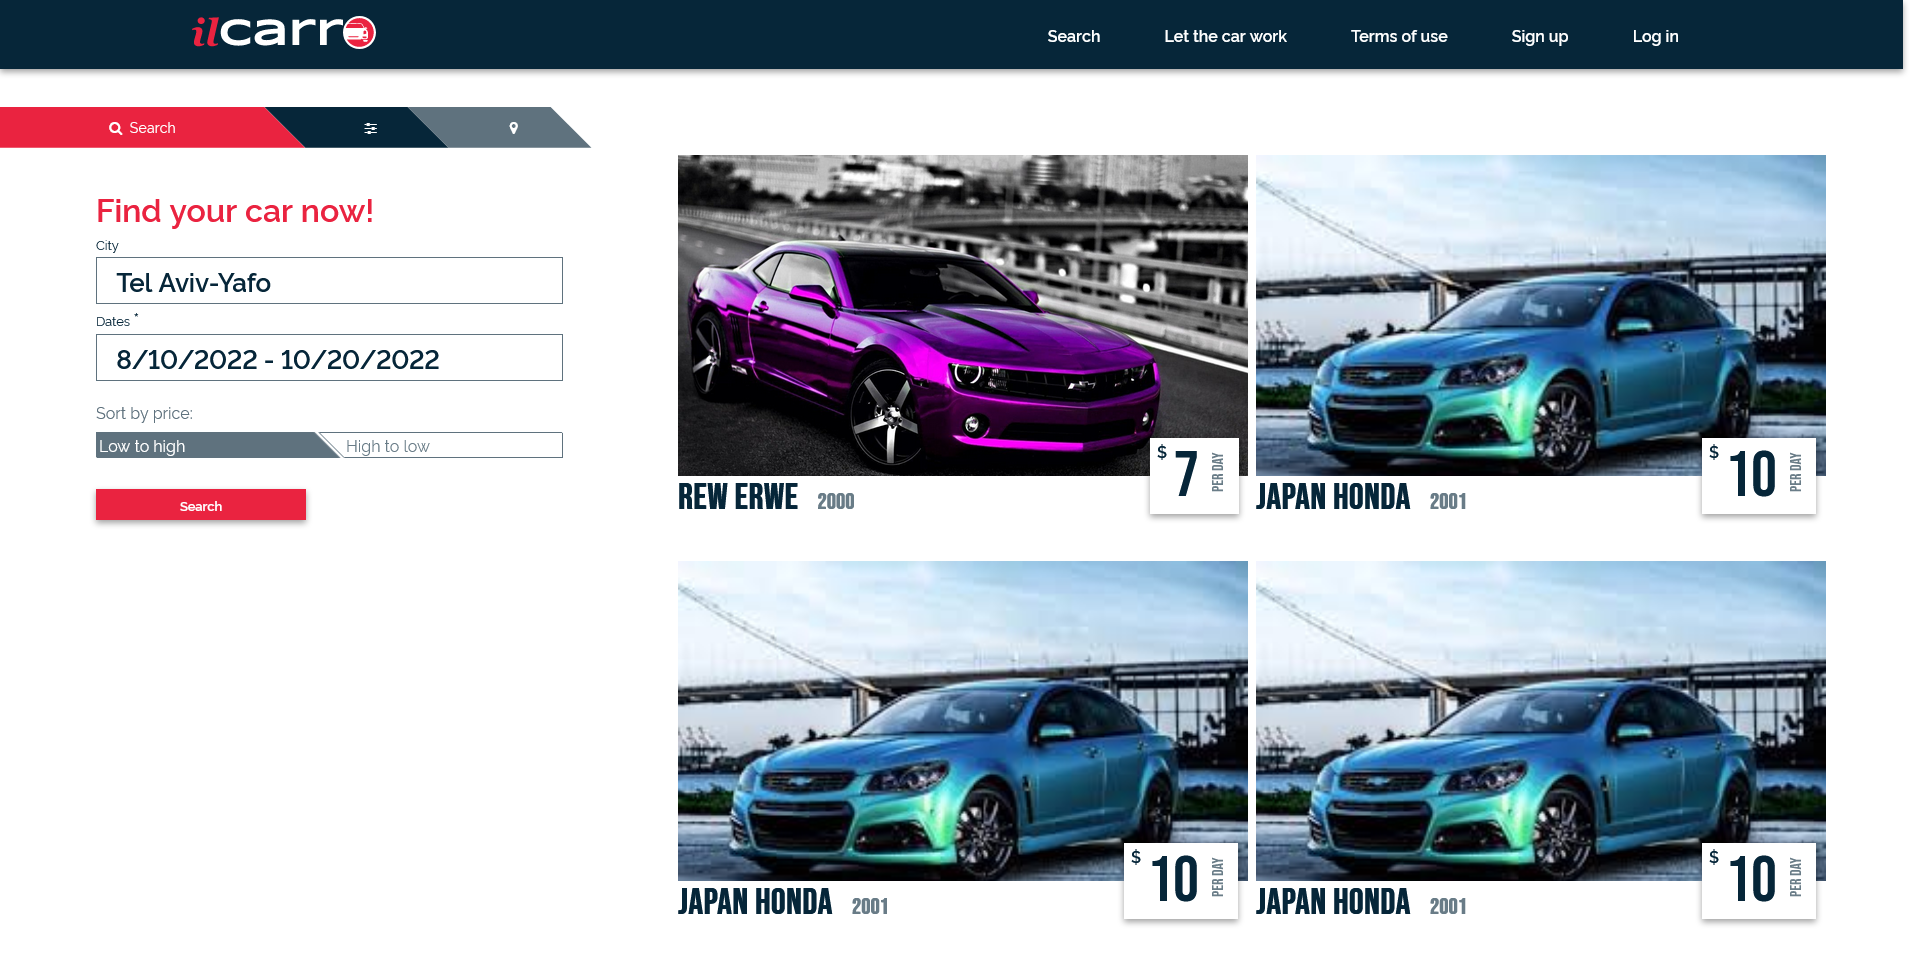 ilcarro
Search
Let the car work
Terms of use
Sign up
Log in
Search
Find your car now!
City
Tel Aviv-Yafo
Dates *
8/10/2022 - 10/20/2022
Sort by price:
Low to high
High to low
Search
$ 7 PER DAY
REW ERWE 2000
$ 10 PER DAY
JAPAN HONDA 2001
$ 10 PER DAY
JAPAN HONDA 2001
$ 10 PER DAY
JAPAN HONDA 2001